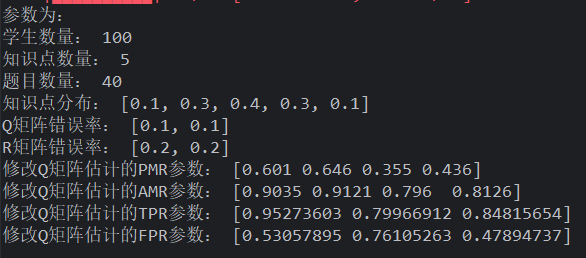 参数为:
学生数量: 100
知识点数量: 5
题目数量: 40
知识点分布: [0.1, 0.3, 0.4, 0.3, 0.1]
Q矩阵错误率: [0.1, 0.1]
R矩阵错误率: [0.2, 0.2]
修改Q矩阵估计的PMR参数: [0.601 0.646 0.355 0.436]
修改Q矩阵估计的AMR参数: [0.9035 0.9121 0.796  0.8126]
修改Q矩阵估计的TPR参数: [0.95273603 0.79966912 0.84815654]
修改Q矩阵估计的FPR参数: [0.53057895 0.76105263 0.47894737]